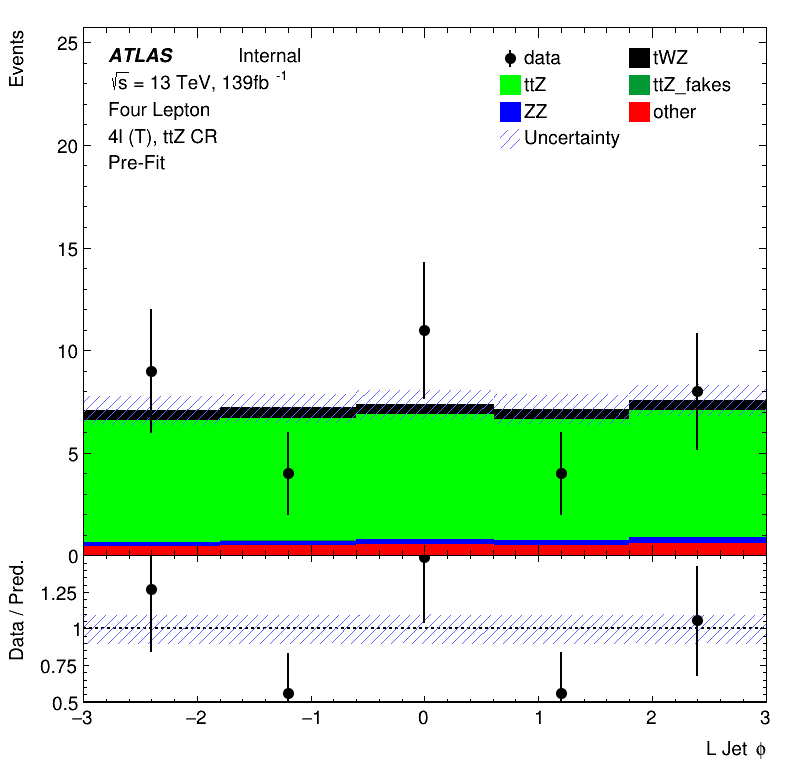 Events
25
20
15
10
5
0
ATLAS Internal
√s = 13 TeV, 139fb -1
Four Lepton
4l (T), ttZ CR
Pre-Fit
data
tWZ
ttZ
ttZ_fakes
ZZ
other
Uncertainty
Data / Pred.
1.25
1
0.75
0.5
−3 −2 −1 0 1 2 3
L Jet ϕ